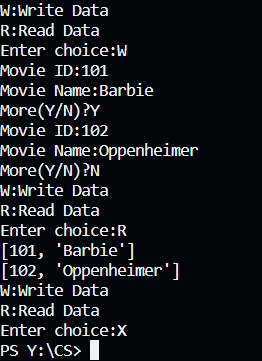 W:Write Data
R:Read Data
Enter choice:W
Movie ID:101
Movie Name:Barbie
More(Y/N)?Y
Movie ID:102
Movie Name:Oppenheimer
More(Y/N)?N
W:Write Data
R:Read Data
Enter choice:R
[101, 'Barbie']
[102, 'Oppenheimer']
W:Write Data
R:Read Data
Enter choice:X
PS Y:\CS>